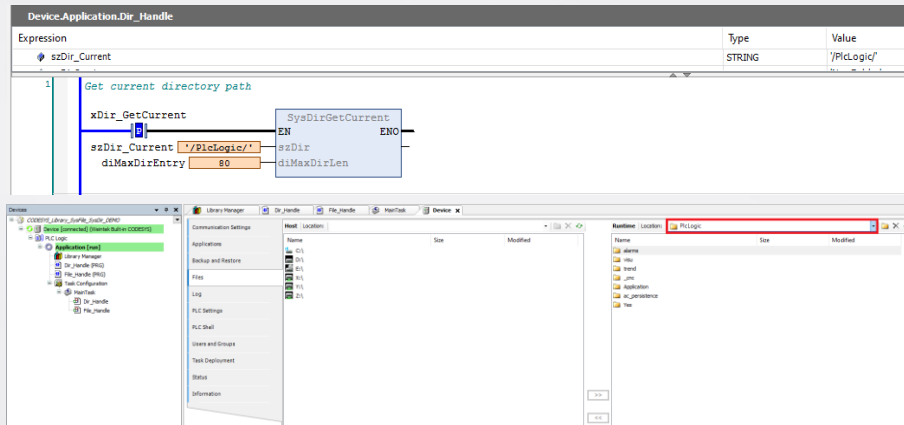 Device.Application.Dir_Handle
Expression Type Value
szDir_Current STRING '/PlcLogic/'
1 Get current directory path
xDir_GetCurrent SysDirGetCurrent
P EN ENO
szDir_Current '/PlcLogic/' szDir
diMaxDirEntry 80 diMaxDirLen
Devices
CODESYS_Library_SysFile_SysDir_DEMO
Device [connected] (Weintek Built-in CODESYS)
PLC Logic
Application [run]
Library Manager
Dir_Handle (PRG)
File_Handle (PRG)
Task Configuration
MainTask
Dir_Handle
File_Handle
Library Manager Dir_Handle File_Handle MainTask Device x
Communication Settings
Applications
Backup and Restore
Files
Log
PLC Settings
PLC Shell
Users and Groups
Task Deployment
Status
Information
Host Location:
Name Size Modified
C:\
D:\
E:\
Y:\
Z:\
>>
<<
Runtime Location: PlcLogic
Name Size Modified
alarms
visu
trend
_cnc
Application
ac_persistence